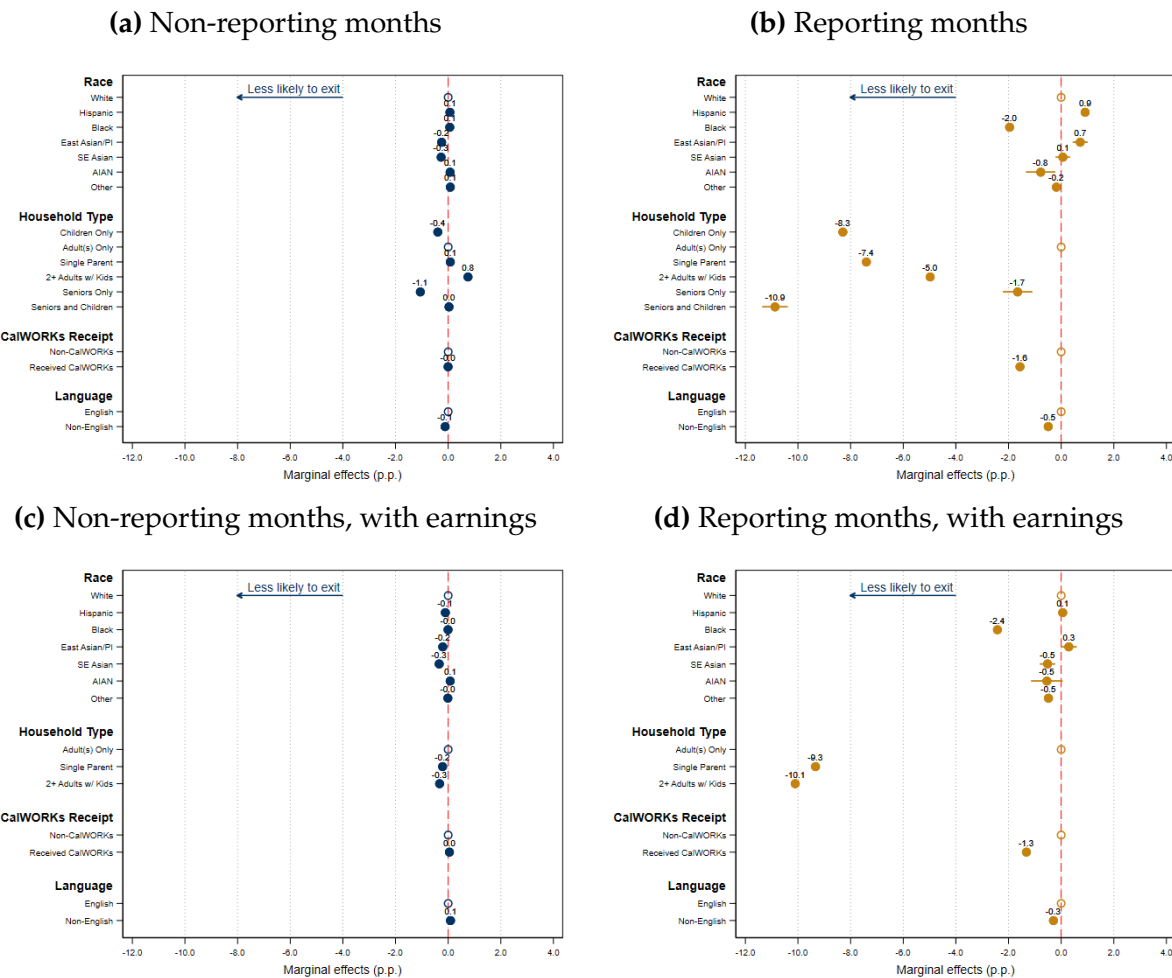 (a) Non-reporting months
Race
Less likely to exit
White
0.1
Hispanic
0.1
Black
-0.2
East Asian/PI
-0.3
SE Asian
0.1
AIAN
0.1
Other
Household Type
-0.4
Children Only
Adult(s) Only
0.1
Single Parent
0.8
2+ Adults w/ Kids
-1.1
Seniors Only
0.0
Seniors and Children
CalWORKs Receipt
Non-CalWORKs
-0.0
Received CalWORKs
Language
English
-0.1
Non-English
-12.0 -10.0 -8.0 -6.0 -4.0 -2.0 0.0 2.0 4.0
Marginal effects (p.p.)
(b) Reporting months
Race
Less likely to exit
White
0.9
Hispanic
-2.0
Black
0.7
East Asian/PI
0.1
SE Asian
-0.8
AIAN
-0.2
Other
Household Type
-8.3
Children Only
Adult(s) Only
-7.4
Single Parent
-5.0
2+ Adults w/ Kids
-1.7
Seniors Only
-10.9
Seniors and Children
CalWORKs Receipt
Non-CalWORKs
-1.6
Received CalWORKs
Language
English
-0.5
Non-English
-12.0 -10.0 -8.0 -6.0 -4.0 -2.0 0.0 2.0 4.0
Marginal effects (p.p.)
(c) Non-reporting months, with earnings
Race
Less likely to exit
White
-0.1
Hispanic
-0.0
Black
-0.2
East Asian/PI
-0.3
SE Asian
0.1
AIAN
-0.0
Other
Household Type
Adult(s) Only
-0.2
Single Parent
-0.3
2+ Adults w/ Kids
CalWORKs Receipt
Non-CalWORKs
0.0
Received CalWORKs
Language
English
0.1
Non-English
-12.0 -10.0 -8.0 -6.0 -4.0 -2.0 0.0 2.0 4.0
Marginal effects (p.p.)
(d) Reporting months, with earnings
Race
Less likely to exit
White
0.1
Hispanic
-2.4
Black
0.3
East Asian/PI
-0.5
SE Asian
-0.5
AIAN
-0.5
Other
Household Type
Adult(s) Only
-9.3
Single Parent
-10.1
2+ Adults w/ Kids
CalWORKs Receipt
Non-CalWORKs
-1.3
Received CalWORKs
Language
English
-0.3
Non-English
-12.0 -10.0 -8.0 -6.0 -4.0 -2.0 0.0 2.0 4.0
Marginal effects (p.p.)